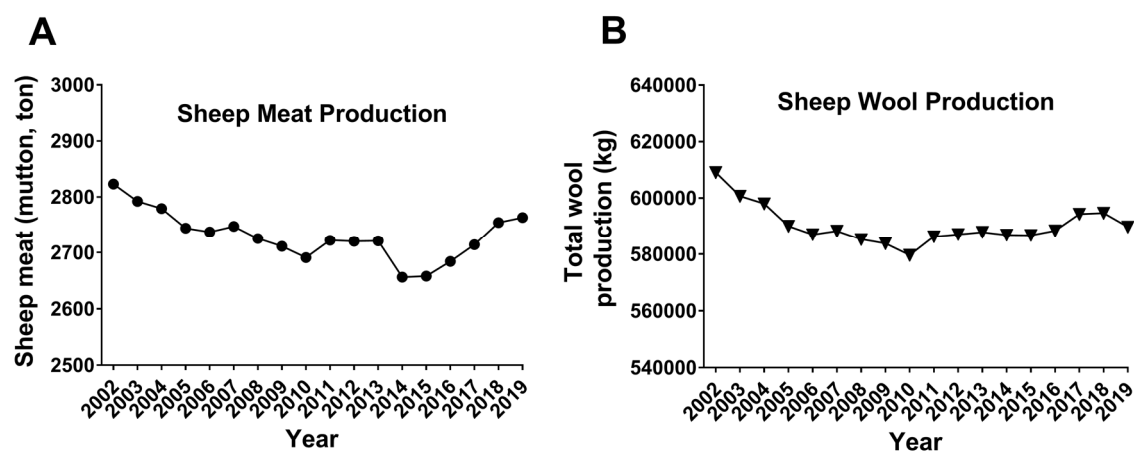 A
Sheep Meat Production
Sheep meat (mutton, ton)
3000
2900
2800
2700
2600
2500
2002 2003 2004 2005 2006 2007 2008 2009 2010 2011 2012 2013 2014 2015 2016 2017 2018 2019
Year
B
Sheep Wool Production
Total wool
production (kg)
640000
620000
600000
580000
560000
540000
2002 2003 2004 2005 2006 2007 2008 2009 2010 2011 2012 2013 2014 2015 2016 2017 2018 2019
Year